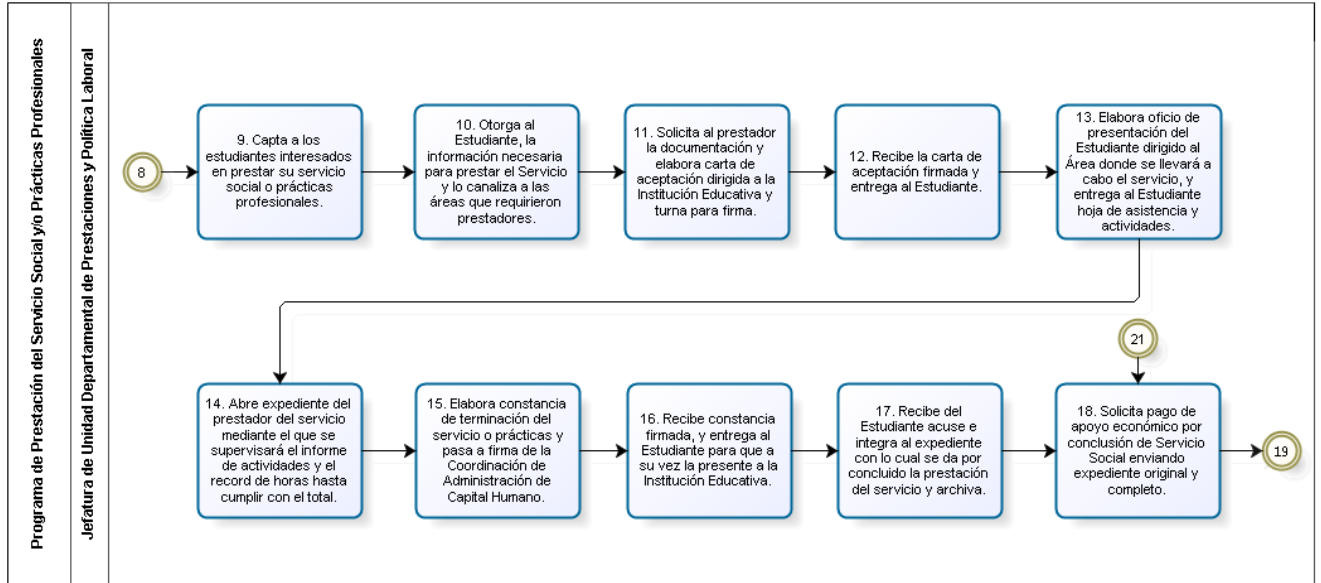 Programa de Prestación del Servicio Social y/o Prácticas Profesionales
Jefatura de Unidad Departamental de Prestaciones y Política Laboral
8
9. Capta a los
estudiantes interesados
en prestar su servicio
social o prácticas
profesionales.
10. Otorga al
Estudiante, la
información necesaria
para prestar el Servicio
y lo canaliza a las
áreas que requirieron
prestadores.
11. Solicita al prestador
la documentación y
elabora carta de
aceptación dirigida a la
Institución Educativa y
turna para firma.
12. Recibe la carta de
aceptación firmada y
entrega al Estudiante.
13. Elabora oficio de
presentación del
Estudiante dirigido al
Área donde se llevará a
cabo el servicio, y
entrega al Estudiante
hoja de asistencia y
actividades.
14. Abre expediente del
prestador del servicio
mediante el que se
supervisará el informe
de actividades y el
record de horas hasta
cumplir con el total.
15. Elabora constancia
de terminación del
servicio o prácticas y
pasa a firma de la
Coordinación de
Administración de
Capital Humano.
16. Recibe constancia
firmada, y entrega al
Estudiante para que a
su vez la presente a la
Institución Educativa.
17. Recibe del
Estudiante acuse e
integra al expediente
con lo cual se da por
concluido la prestación
del servicio y archiva.
21
18. Solicita pago de
apoyo económico por
conclusión de Servicio
Social enviando
expediente original y
completo.
19